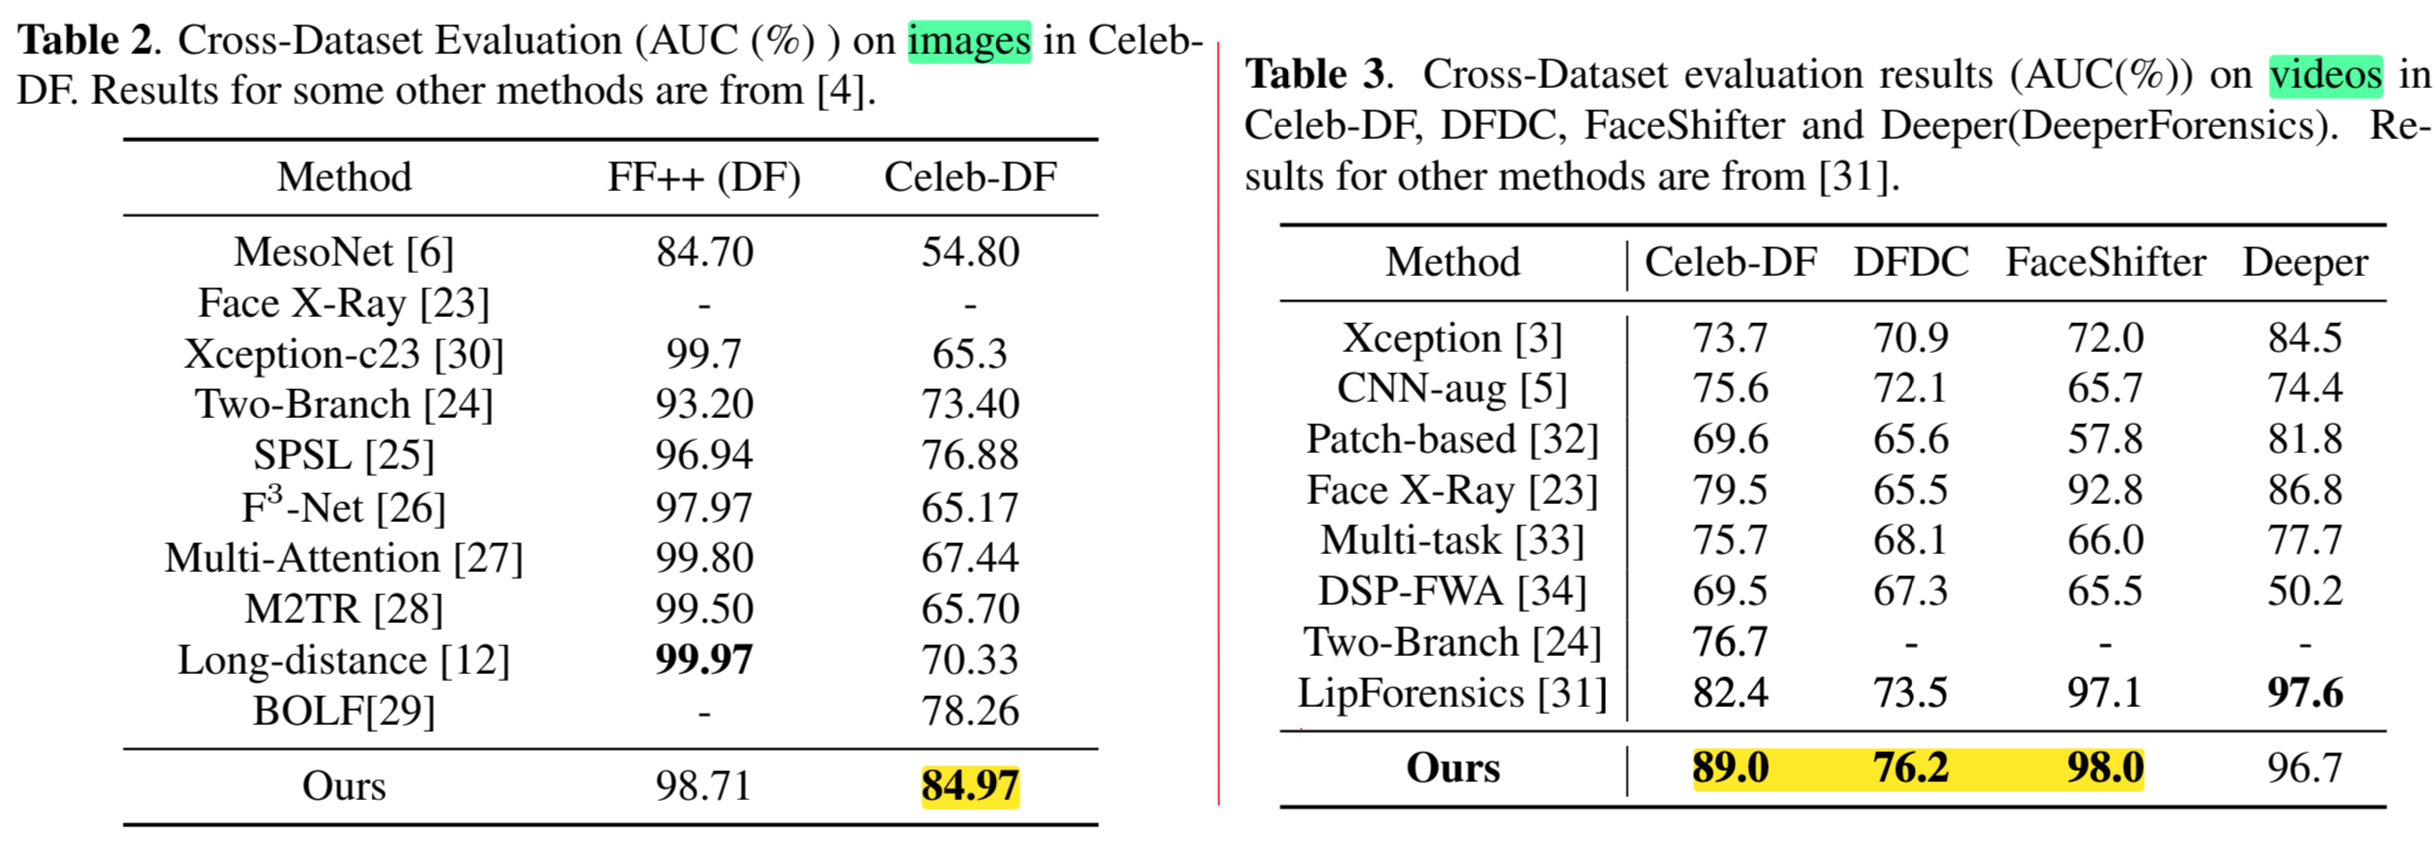 Table 2. Cross-Dataset Evaluation (AUC (%) ) on images in Celeb-
DF. Results for some other methods are from [4].
Method FF++ (DF) Celeb-DF
MesoNet [6] 84.70 54.80
Face X-Ray [23] - -
Xception-c23 [30] 99.7 65.3
Two-Branch [24] 93.20 73.40
SPSL [25] 96.94 76.88
F³-Net [26] 97.97 65.17
Multi-Attention [27] 99.80 67.44
M2TR [28] 99.50 65.70
Long-distance [12] 99.97 70.33
BOLF[29] - 78.26
Ours 98.71 84.97
Table 3. Cross-Dataset evaluation results (AUC(%)) on videos in
Celeb-DF, DFDC, FaceShifter and Deeper(DeeperForensics). Re-
sults for other methods are from [31].
Method Celeb-DF DFDC FaceShifter Deeper
Xception [3] 73.7 70.9 72.0 84.5
CNN-aug [5] 75.6 72.1 65.7 74.4
Patch-based [32] 69.6 65.6 57.8 81.8
Face X-Ray [23] 79.5 65.5 92.8 86.8
Multi-task [33] 75.7 68.1 66.0 77.7
DSP-FWA [34] 69.5 67.3 65.5 50.2
Two-Branch [24] 76.7 - - -
LipForensics [31] 82.4 73.5 97.1 97.6
Ours 89.0 76.2 98.0 96.7